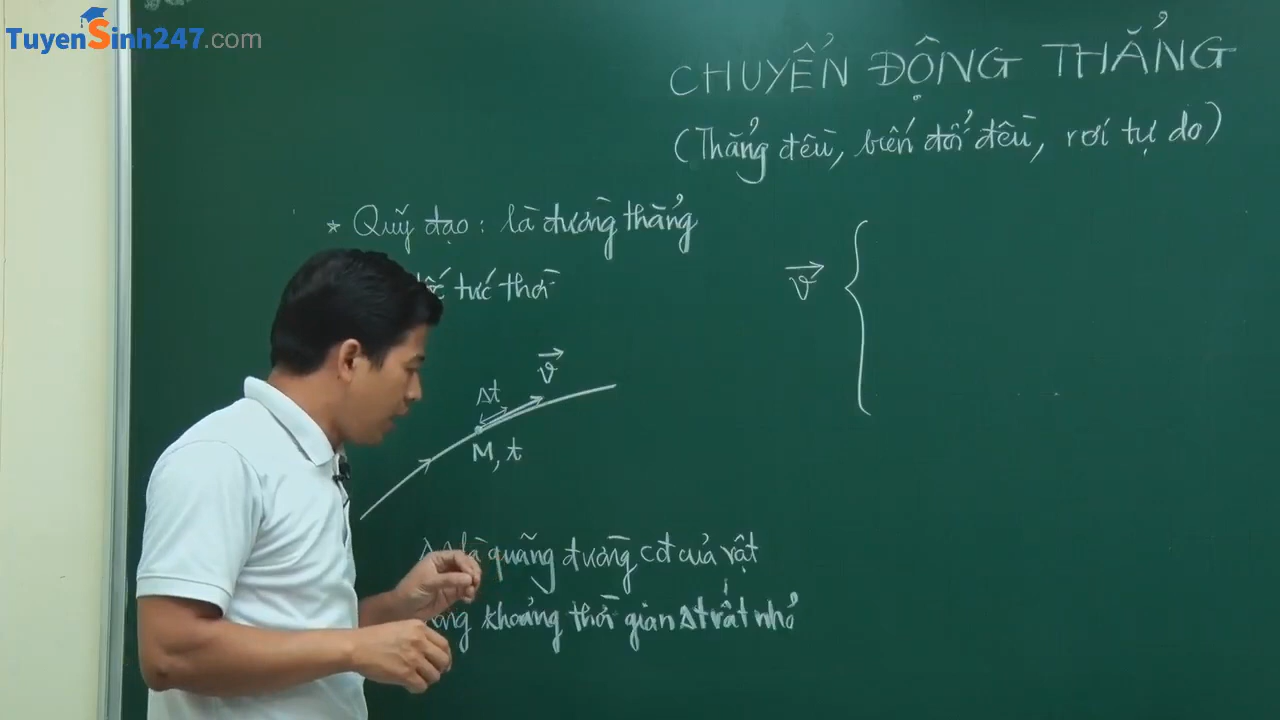 TuyenSinh247.com
CHUYỂN ĐỘNG THẲNG
(Thẳng đều, biến đổi đều, rơi tự do)
* Quỹ đạo: là đường thẳng
tức thời
v⃗ {
v⃗
Δt
M, t
là quãng đường cđ của vật
khoảng thời gian Δt rất nhỏ